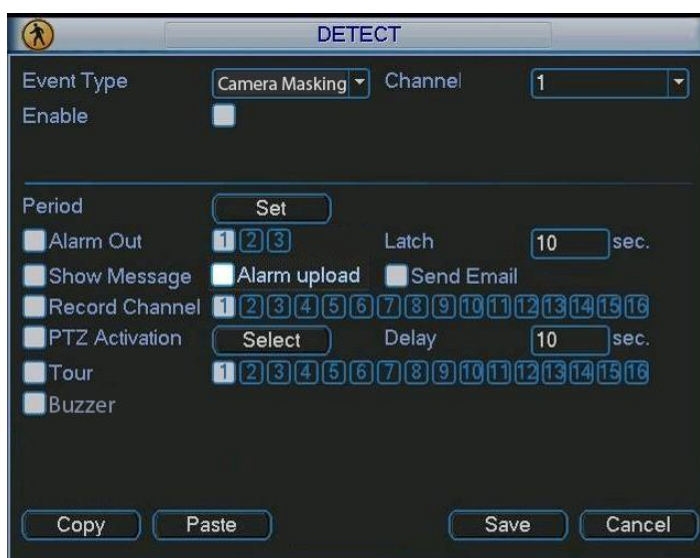 DETECT
Event Type Camera Masking Channel 1
Enable
Period Set
Alarm Out 1 2 3 Latch 10 sec.
Show Message Alarm upload Send Email
Record Channel 1 2 3 4 5 6 7 8 9 10 11 12 13 14 15 16
PTZ Activation Select Delay 10 sec.
Tour 1 2 3 4 5 6 7 8 9 10 11 12 13 14 15 16
Buzzer
Copy Paste Save Cancel